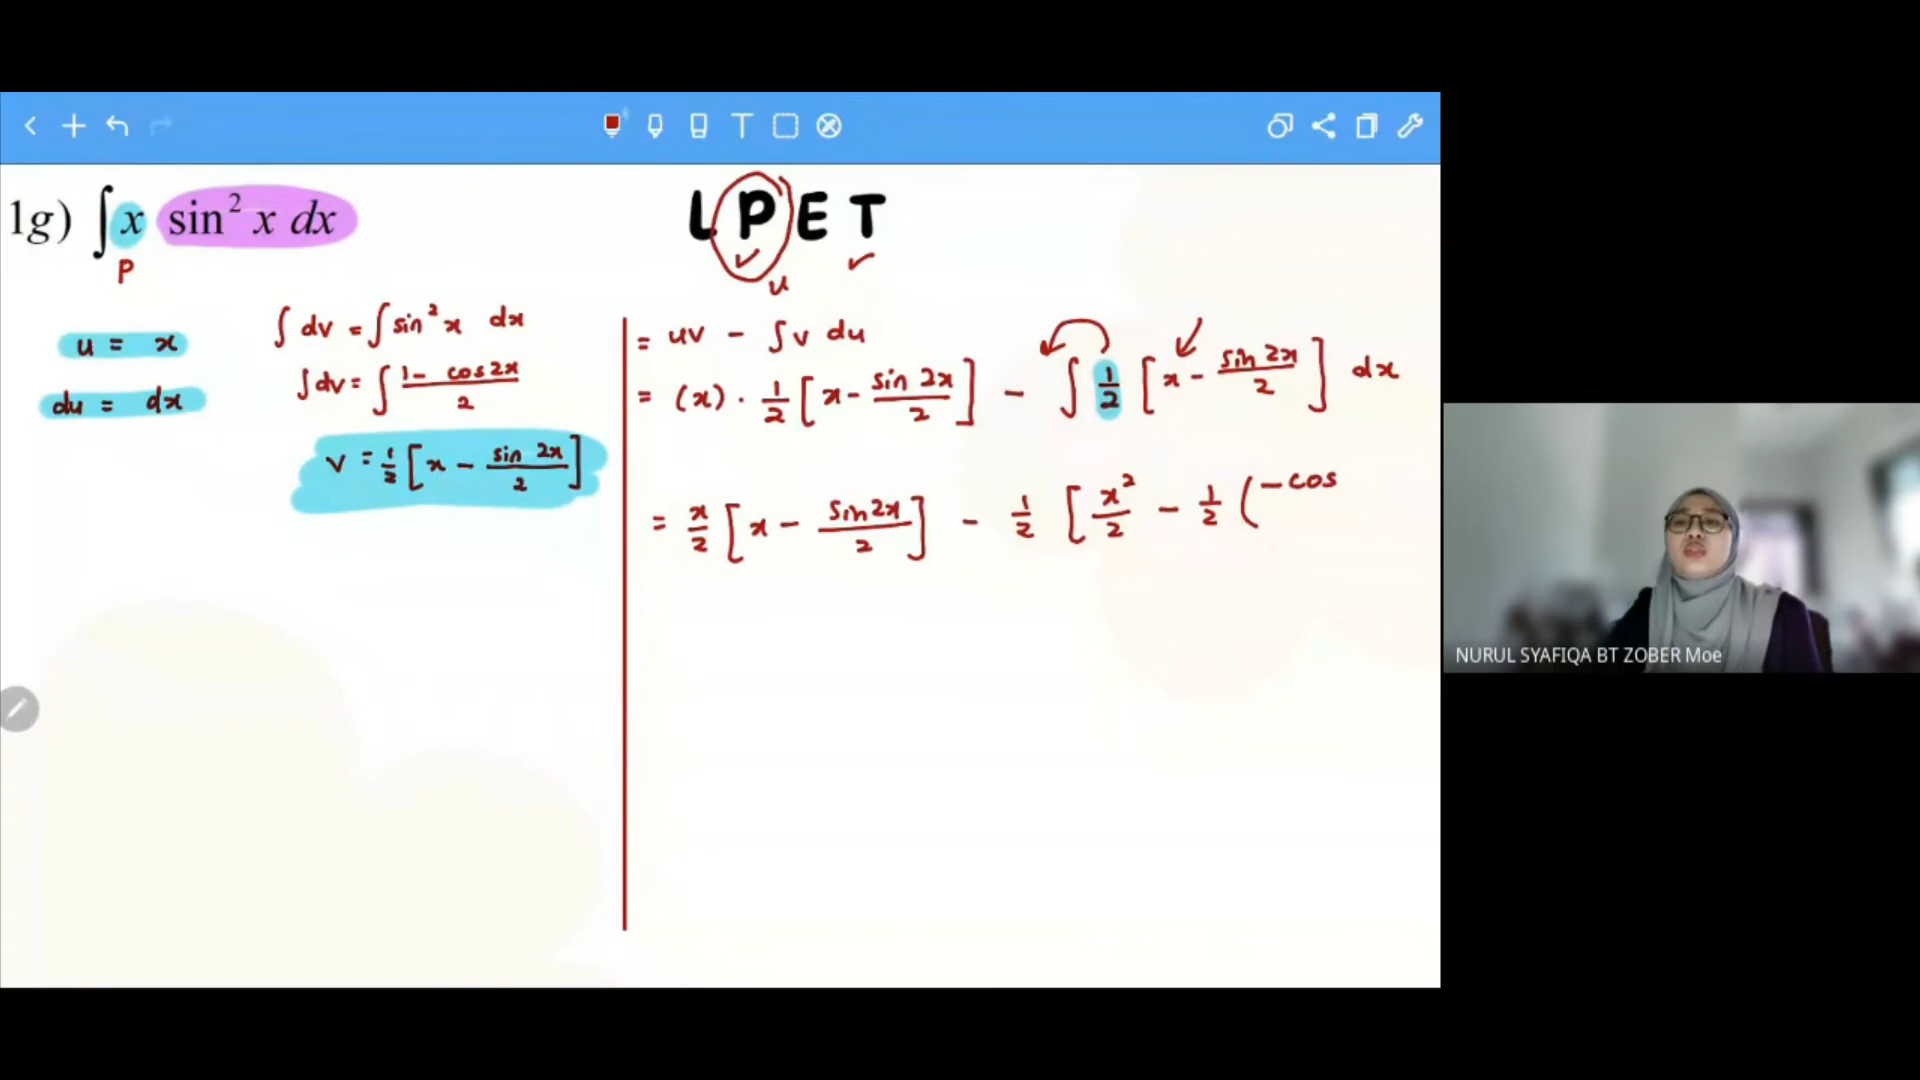 1g) ∫ x sin² x dx
L P E T
P
u
u = x
du = dx
∫ dv = ∫ sin² x dx
∫ dv = ∫ (1 - cos 2x)/2
v = 1/2 [x - sin 2x/2]
= uv - ∫ v du
= (x) · 1/2 [x - sin 2x/2] - ∫ 1/2 [x - sin 2x/2] dx
= x/2 [x - sin 2x/2] - 1/2 [x²/2 - 1/2 (-cos
NURUL SYAFIQA BT ZOBER Moe